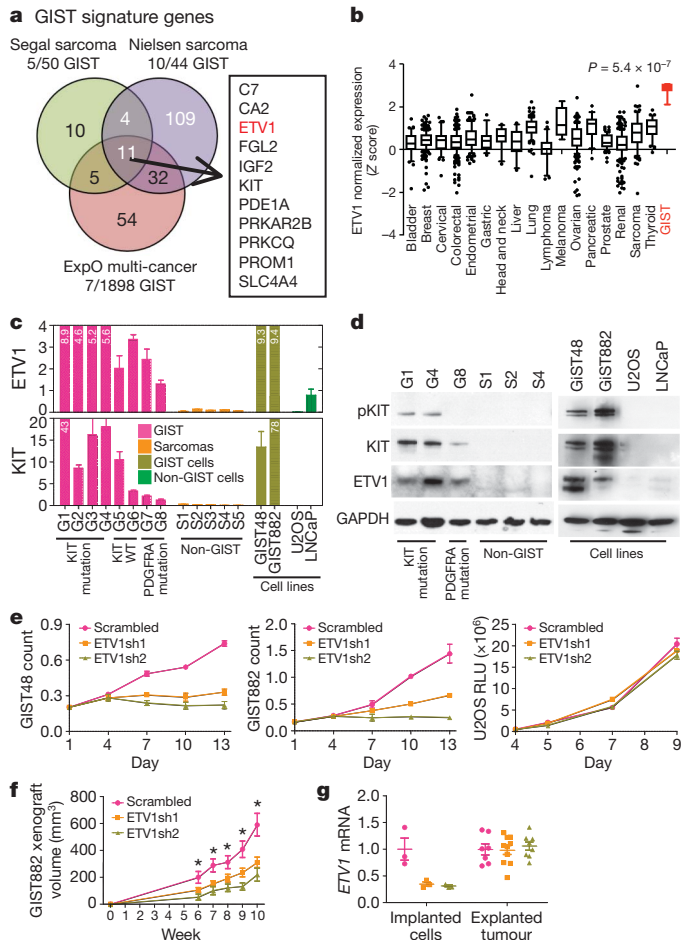 a GIST signature genes
Segal sarcoma
5/50 GIST
Nielsen sarcoma
10/44 GIST
10
4
109
11
5
32
54
ExpO multi-cancer
7/1898 GIST
C7
CA2
ETV1
FGL2
IGF2
KIT
PDE1A
PRKAR2B
PRKCQ
PROM1
SLC4A4
b
P = 5.4 × 10⁻⁷
ETV1 normalized expression
(Z score)
4
2
0
−2
−4
Bladder
Breast
Cervical
Colorectal
Endometrial
Gastric
Head and neck
Liver
Lung
Lymphoma
Melanoma
Ovarian
Pancreatic
Prostate
Renal
Sarcoma
Thyroid
GIST
c
ETV1
4
3
2
1
0
8.9
4.6
5.2
5.6
9.3
9.4
KIT
20
15
10
5
0
43
78
GIST
Sarcomas
GIST cells
Non-GIST cells
G1
G2
G3
G4
G5
G6
G7
G8
S1
S2
S3
S4
S5
GIST48
GIST882
U2OS
LNCaP
KIT
mutation
KIT
WT
PDGFRA
mutation
Non-GIST
Cell lines
d
G1
G4
G8
S1
S2
S4
GIST48
GIST882
U2OS
LNCaP
pKIT
KIT
ETV1
GAPDH
KIT
mutation
PDGFRA
mutation
Non-GIST
Cell lines
e
GIST48 count
0.9
0.6
0.3
0.0
Scrambled
ETV1sh1
ETV1sh2
1 4 7 10 13
Day
GIST882 count
2.0
1.5
1.0
0.5
0.0
Scrambled
ETV1sh1
ETV1sh2
1 4 7 10 13
Day
U2OS RLU (×10⁶)
25
20
15
10
5
0
Scrambled
ETV1sh1
ETV1sh2
4 5 6 7 8 9
Day
f
GIST882 xenograft
volume (mm³)
800
600
400
200
0
Scrambled
ETV1sh1
ETV1sh2
* * * * *
0 1 2 3 4 5 6 7 8 9 10
Week
g
ETV1 mRNA
2.0
1.5
1.0
0.5
0
Implanted
cells
Explanted
tumour